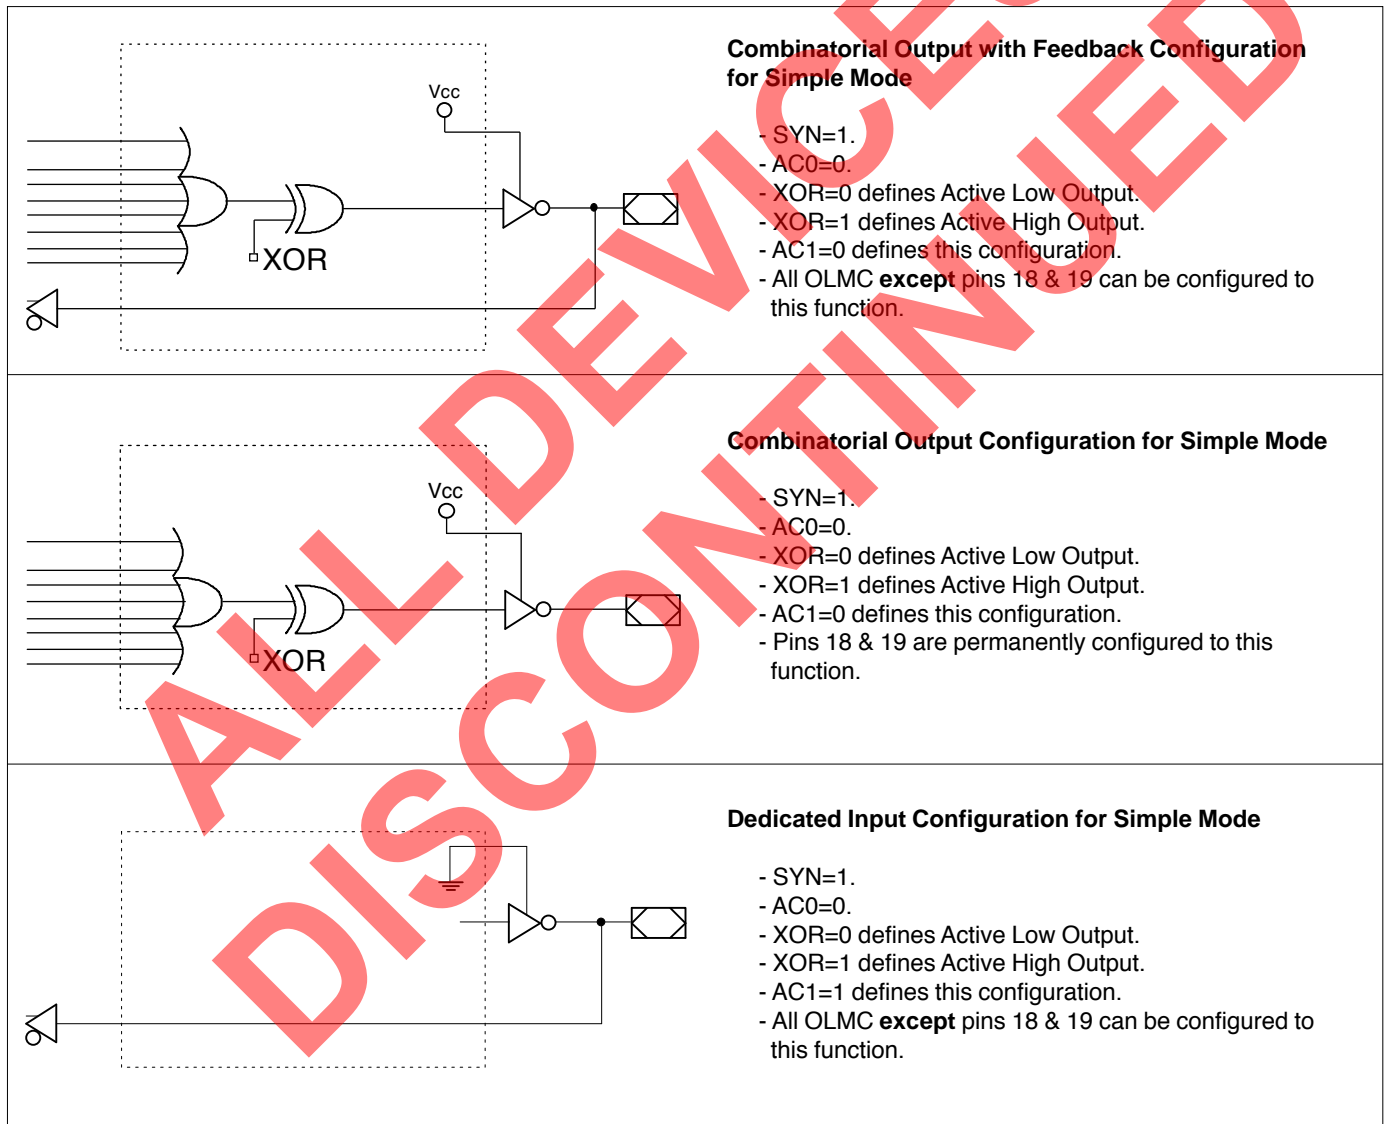 Combinatorial Output with Feedback Configuration
for Simple Mode
Vcc
- SYN=1.
- AC0=0.
- XOR=0 defines Active Low Output.
- XOR=1 defines Active High Output.
- AC1=0 defines this configuration.
- All OLMC except pins 18 & 19 can be configured to
this function.
XOR
Combinatorial Output Configuration for Simple Mode
Vcc
- SYN=1.
- AC0=0.
- XOR=0 defines Active Low Output.
- XOR=1 defines Active High Output.
- AC1=0 defines this configuration.
- Pins 18 & 19 are permanently configured to this
function.
XOR
Dedicated Input Configuration for Simple Mode
- SYN=1.
- AC0=0.
- XOR=0 defines Active Low Output.
- XOR=1 defines Active High Output.
- AC1=1 defines this configuration.
- All OLMC except pins 18 & 19 can be configured to
this function.
ALL DEVICES
DISCONTINUED